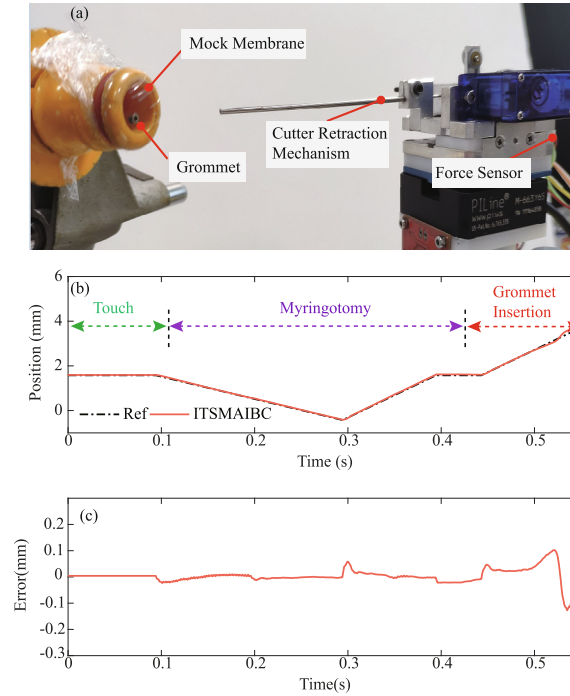 (a)
Mock Membrane
Grommet
Cutter Retraction
Mechanism
Force Sensor
PILine®
(b)
Touch
Myringotomy
Grommet
Insertion
Position (mm)
6
4
2
0
Ref
ITSMAIBC
0
0.1
0.2
0.3
0.4
0.5
Time (s)
(c)
Error(mm)
0.2
0.1
0
-0.1
-0.2
-0.3
0
0.1
0.2
0.3
0.4
0.5
Time(s)